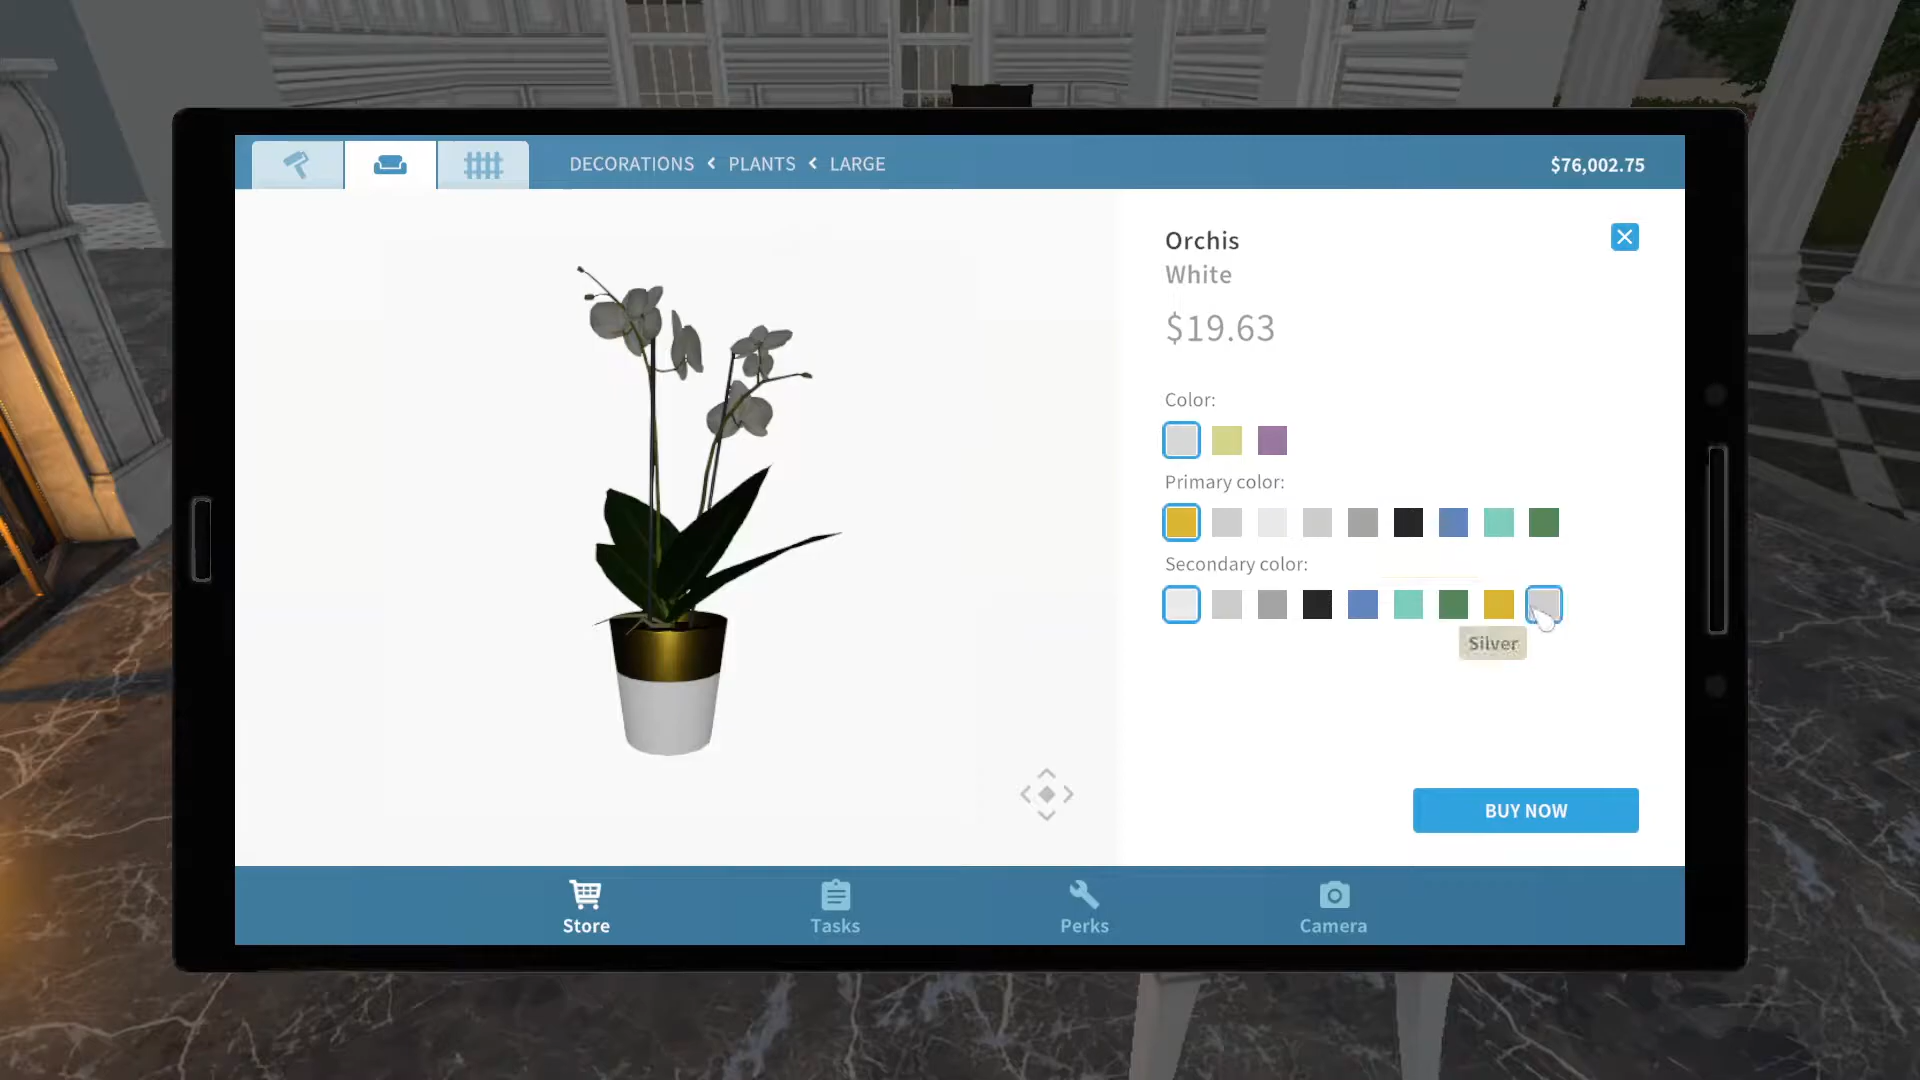 DECORATIONS < PLANTS < LARGE
$76,002.75
Orchis
White
$19.63
Color:
Primary color:
Secondary color:
Silver
BUY NOW
Store
Tasks
Perks
Camera